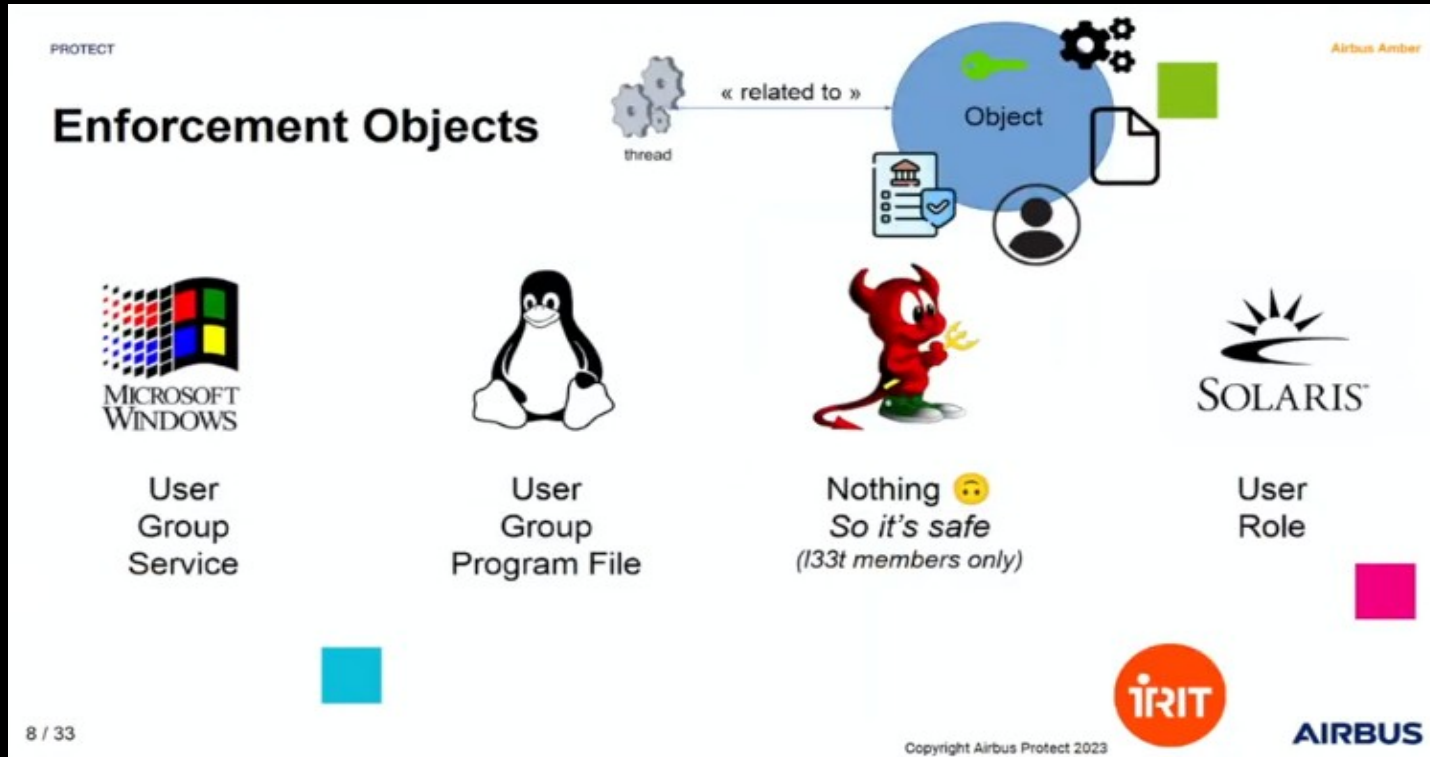 PROTECT
Airbus Amber
Enforcement Objects
« related to »
thread
Object
MICROSOFT
WINDOWS
User
Group
Service
User
Group
Program File
Nothing 🙃
So it's safe
(l33t members only)
SOLARIS™
User
Role
8 / 33
Copyright Airbus Protect 2023
IRIT
AIRBUS